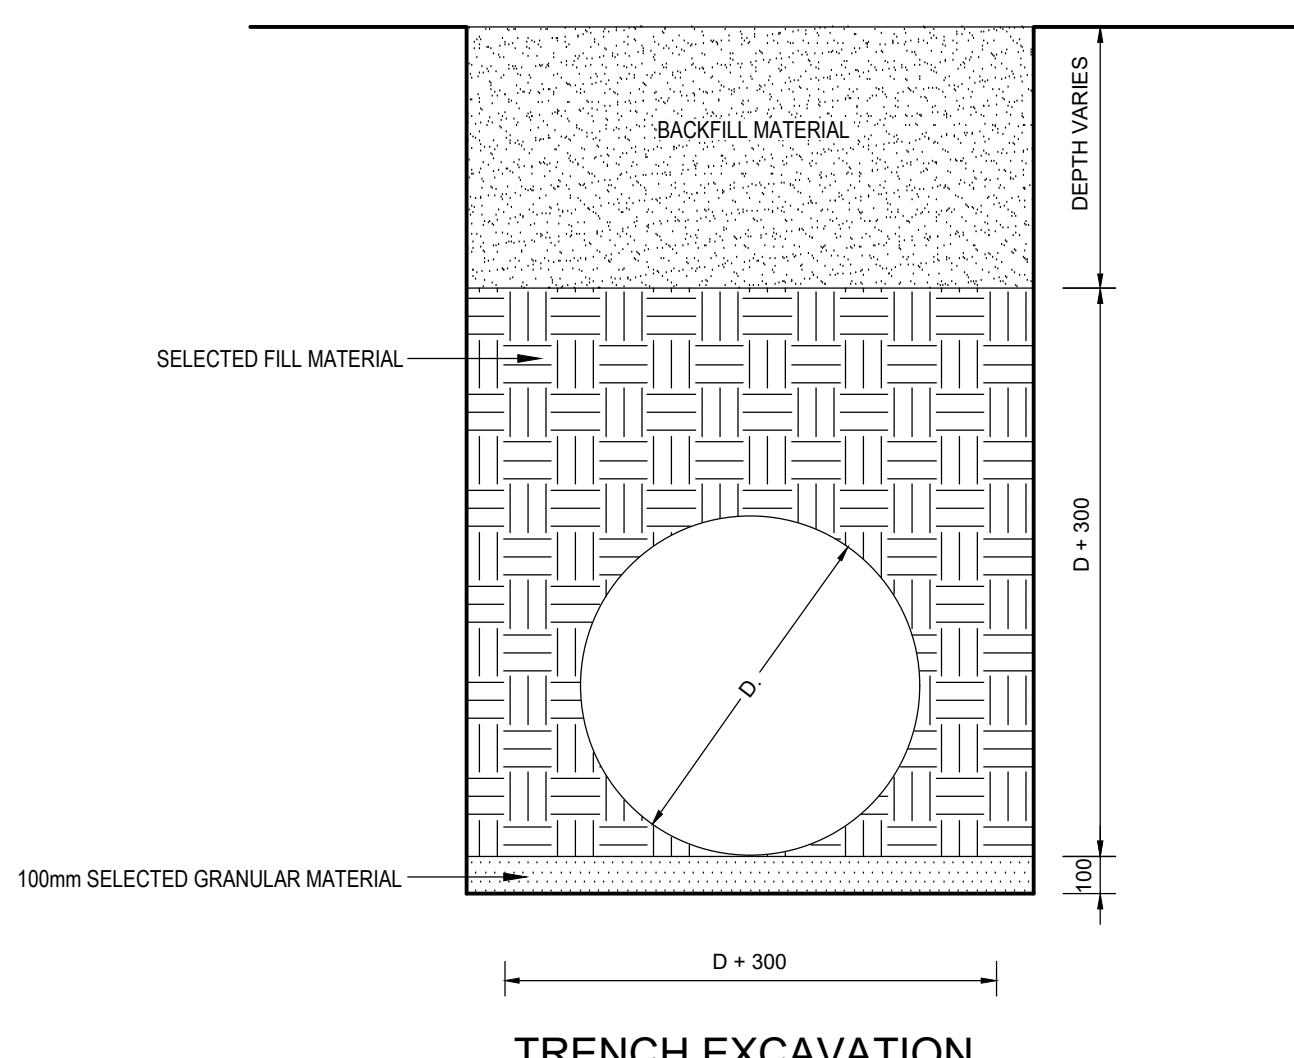 BACKFILL MATERIAL
DEPTH VARIES
SELECTED FILL MATERIAL
D + 300
D.
100mm SELECTED GRANULAR MATERIAL
100
D + 300
TRENCH EXCAVATION